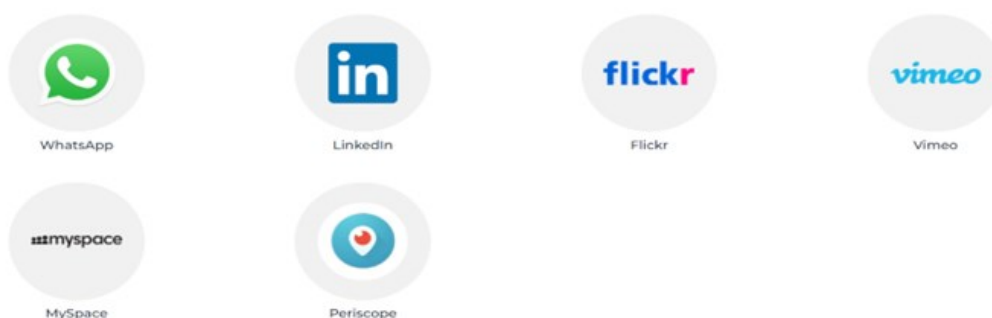 in
flickr
vimeo
WhatsApp
LinkedIn
Flickr
Vimeo
myspace
MySpace
Periscope